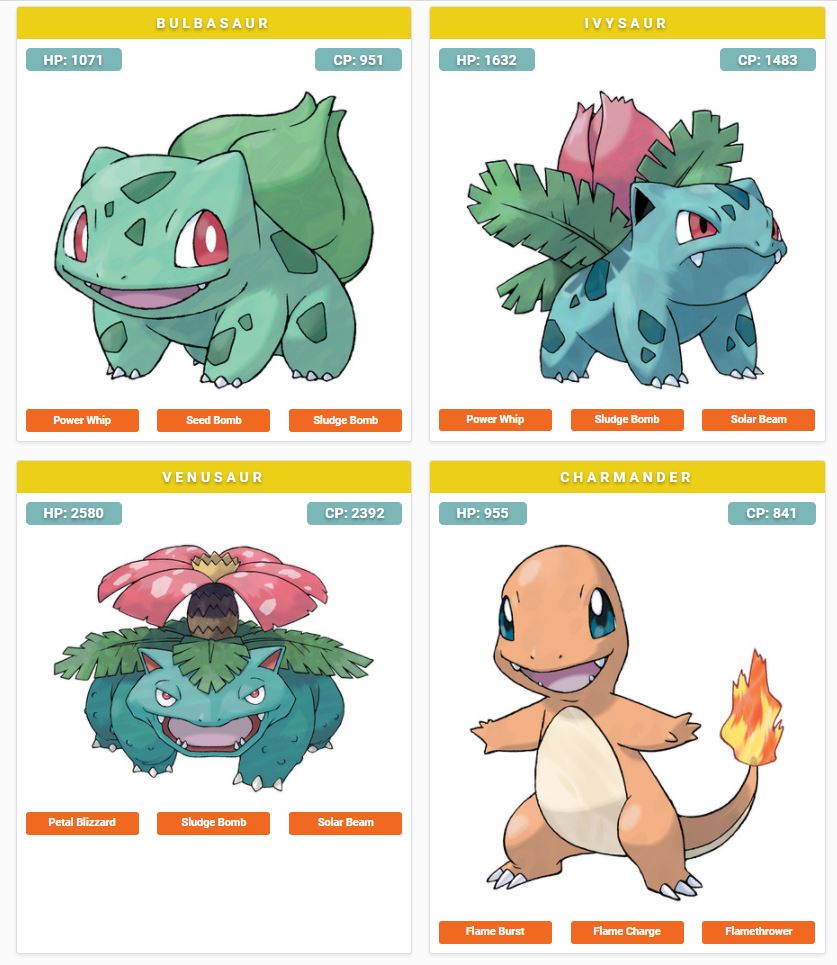 BULBASAUR
HP: 1071
CP: 951
Power Whip
Seed Bomb
Sludge Bomb
IVYSAUR
HP: 1632
CP: 1483
Power Whip
Sludge Bomb
Solar Beam
VENUSAUR
HP: 2580
CP: 2392
Petal Blizzard
Sludge Bomb
Solar Beam
CHARMANDER
HP: 955
CP: 841
Flame Burst
Flame Charge
Flamethrower